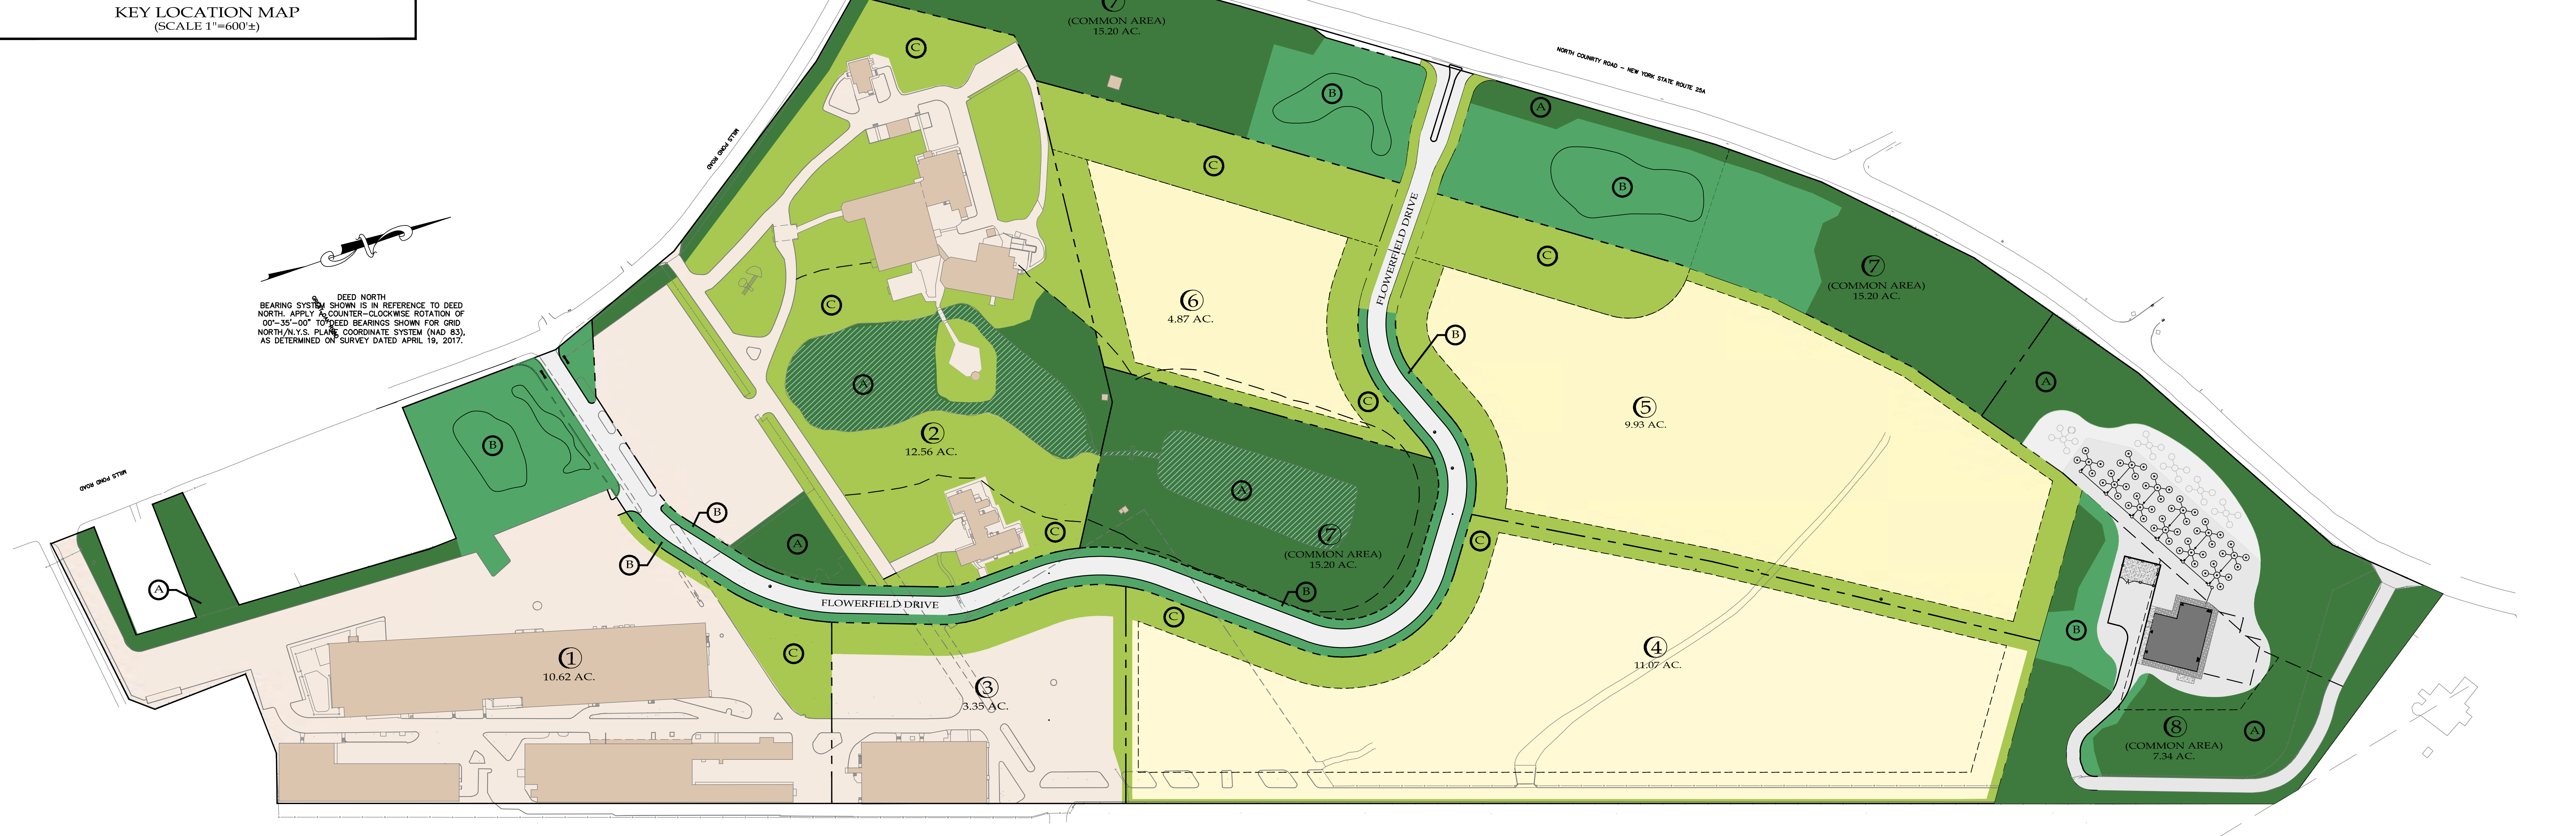 KEY LOCATION MAP
(SCALE 1"=600'±)
7
(COMMON AREA)
15.20 AC.
NORTH COUNRTY ROAD - NEW YORK STATE ROUTE 25A
C
B
A
MILLS POND ROAD
C
B
FLOWERFIELD DRIVE
C
7
(COMMON AREA)
15.20 AC.
DEED NORTH
BEARING SYSTEM SHOWN IS IN REFERENCE TO DEED
NORTH. APPLY A COUNTER-CLOCKWISE ROTATION OF
00°-35'-00" TO DEED BEARINGS SHOWN FOR GRID
NORTH/N.Y.S. PLANE COORDINATE SYSTEM (NAD 83),
AS DETERMINED ON SURVEY DATED APRIL 19, 2017.
C
6
4.87 AC.
B
A
A
C
5
9.93 AC.
2
12.56 AC.
B
MILLS POND ROAD
A
B
C
C
A
7
(COMMON AREA)
15.20 AC.
B
A
B
FLOWERFIELD DRIVE
C
B
C
1
10.62 AC.
4
11.07 AC.
3
3.35 AC.
8
(COMMON AREA)
7.34 AC.
A